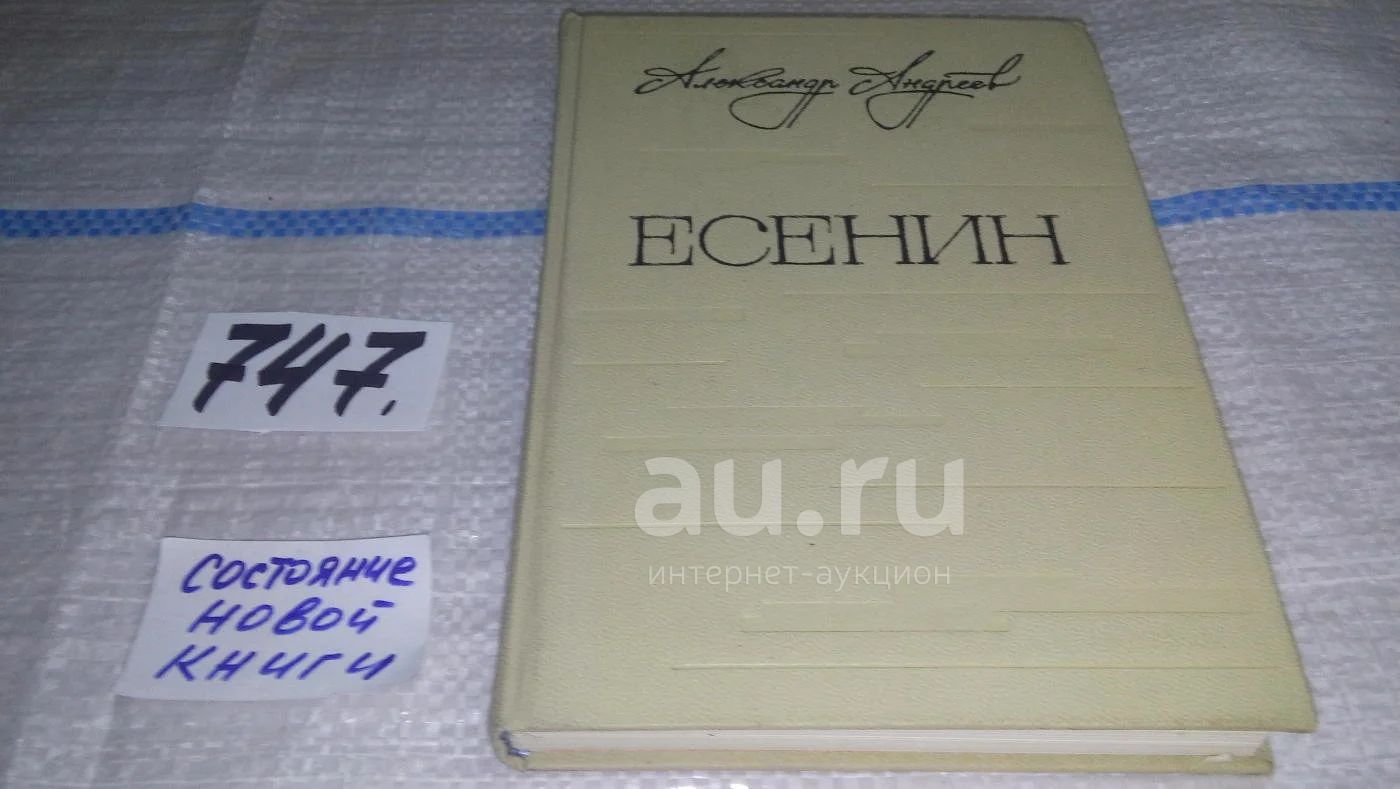 Александр Андреев
ЕСЕНИН
747.
au.ru
интернет-аукцион
Состояние
новой
книги